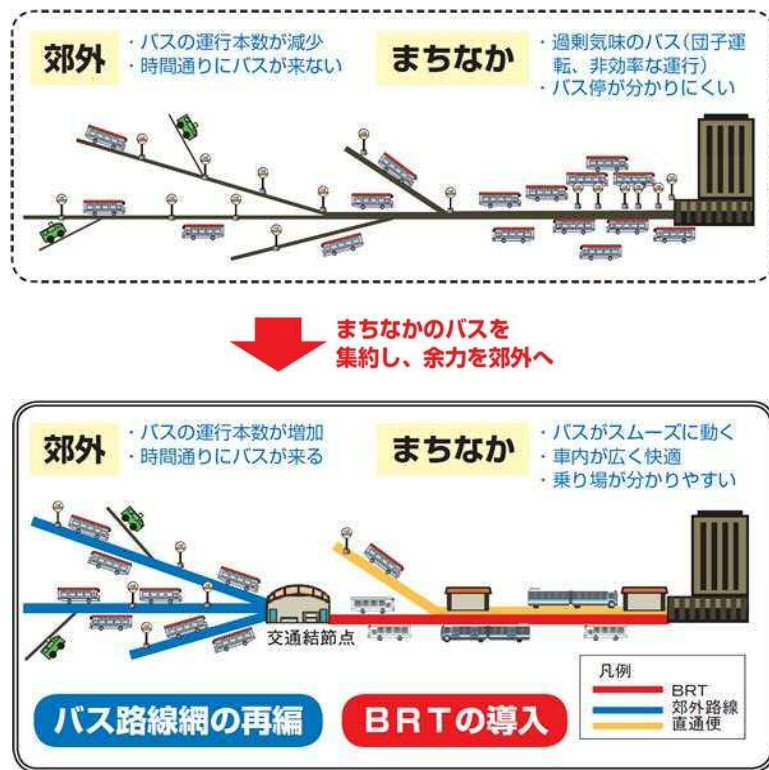 郊外
・バスの運行本数が減少
・時間通りにバスが来ない
まちなか
・過剰気味のバス(団子運
転、非効率な運行)
・バス停が分かりにくい
まちなかのバスを
集約し、余力を郊外へ
郊外
・バスの運行本数が増加
・時間通りにバスが来る
まちなか
・バスがスムーズに動く
・車内が広く快適
・乗り場が分かりやすい
交通結節点
凡例
BRT
郊外路線
直通便
バス路線網の再編
BRTの導入